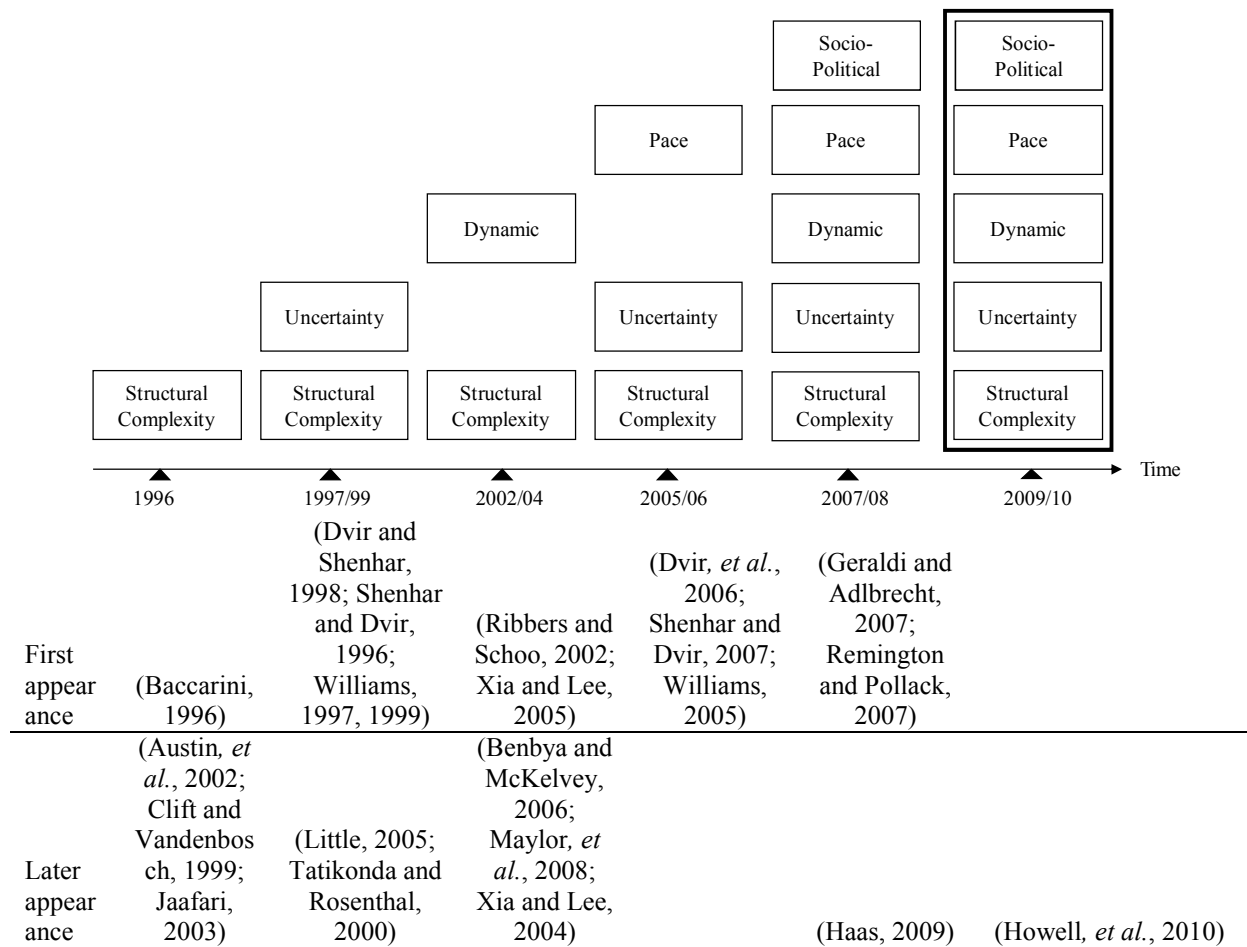 Socio-
Political
Socio-
Political
Pace
Pace
Pace
Dynamic
Dynamic
Dynamic
Uncertainty
Uncertainty
Uncertainty
Uncertainty
Structural
Complexity
Structural
Complexity
Structural
Complexity
Structural
Complexity
Structural
Complexity
Structural
Complexity
Time
1996
1997/99
2002/04
2005/06
2007/08
2009/10
First
appear
ance
(Baccarini,
1996)
(Dvir and
Shenhar,
1998; Shenhar
and Dvir,
1996;
Williams,
1997, 1999)
(Ribbers and
Schoo, 2002;
Xia and Lee,
2005)
(Dvir, et al.,
2006;
Shenhar and
Dvir, 2007;
Williams,
2005)
(Geraldi and
Adlbrecht,
2007;
Remington
and Pollack,
2007)
Later
appear
ance
(Austin, et
al., 2002;
Clift and
Vandenbos
ch, 1999;
Jaafari,
2003)
(Little, 2005;
Tatikonda and
Rosenthal,
2000)
(Benbya and
McKelvey,
2006;
Maylor, et
al., 2008;
Xia and Lee,
2004)
(Haas, 2009)
(Howell, et al., 2010)